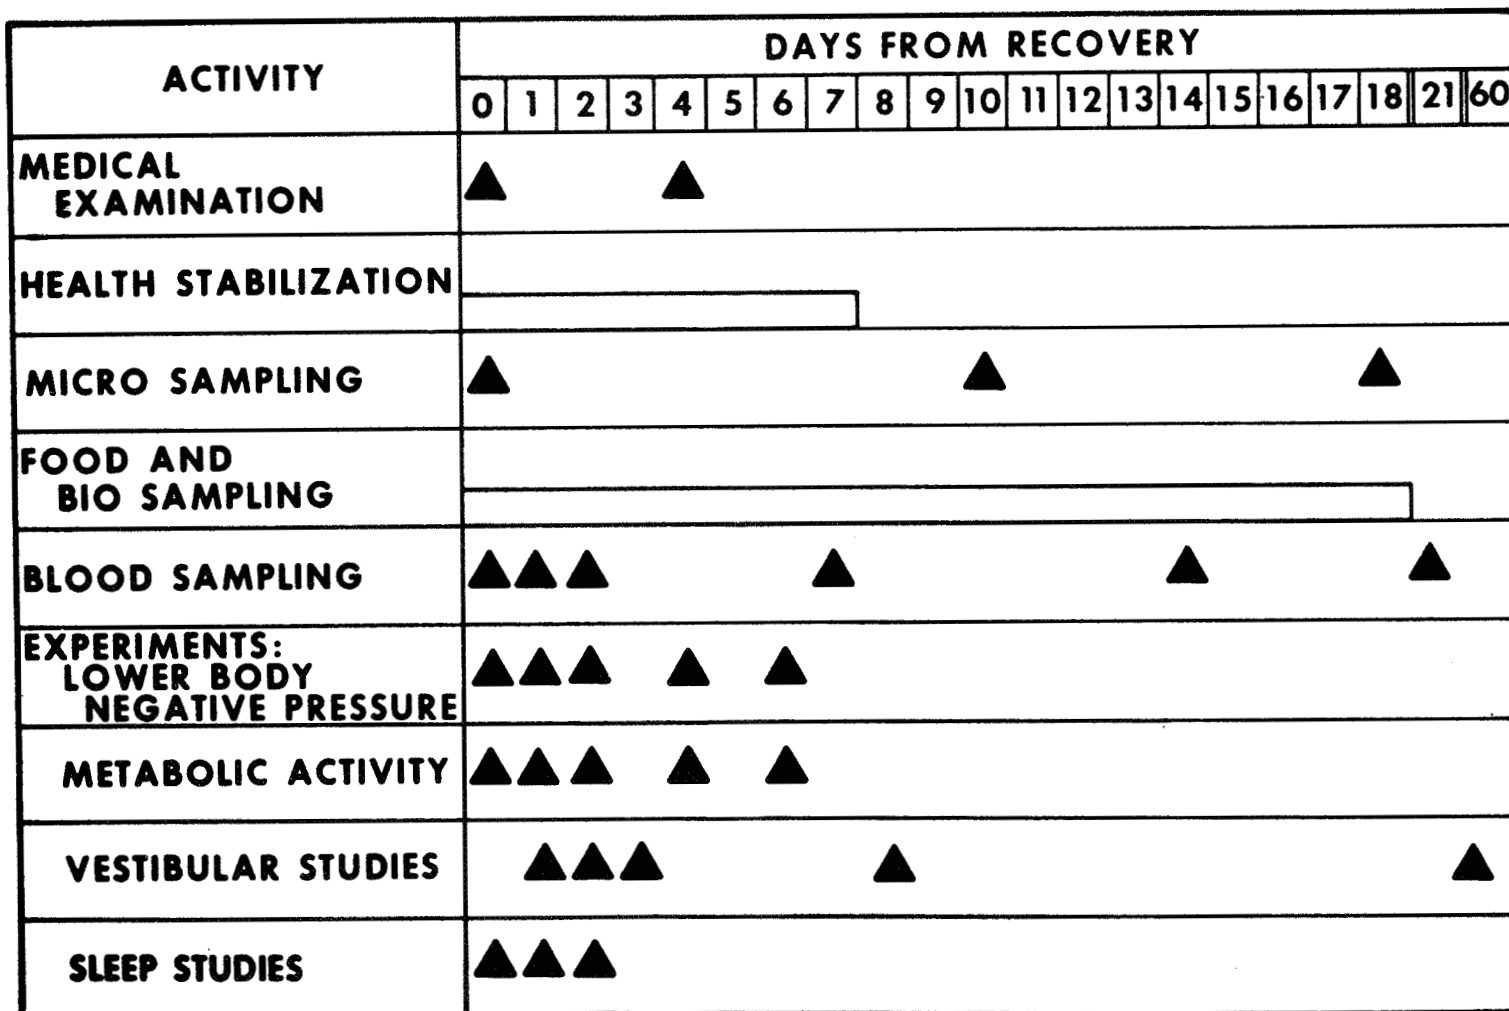 ACTIVITY
DAYS FROM RECOVERY
0 1 2 3 4 5 6 7 8 9 10 11 12 13 14 15 16 17 18 21 60
MEDICAL
EXAMINATION
HEALTH STABILIZATION
MICRO SAMPLING
FOOD AND
BIO SAMPLING
BLOOD SAMPLING
EXPERIMENTS:
LOWER BODY
NEGATIVE PRESSURE
METABOLIC ACTIVITY
VESTIBULAR STUDIES
SLEEP STUDIES